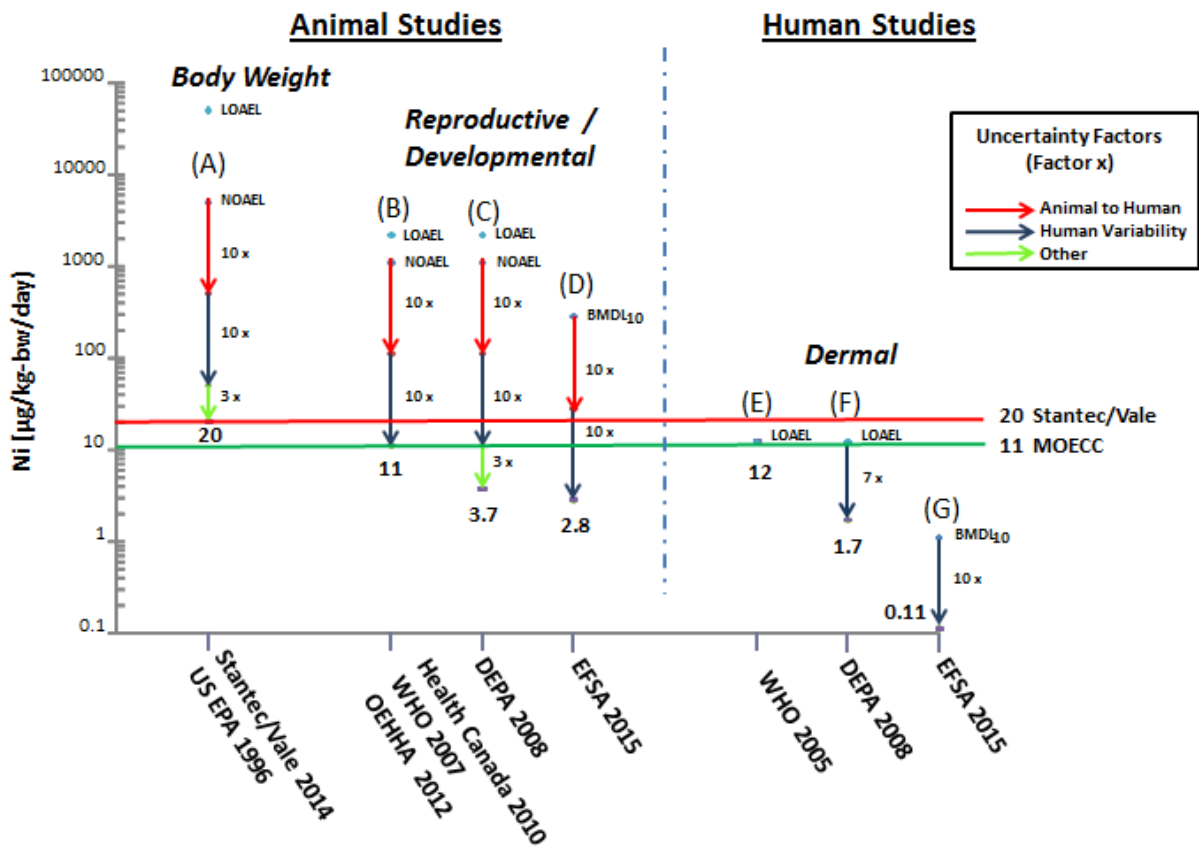 Animal Studies
Human Studies
Body Weight
Reproductive /
Developmental
Dermal
Uncertainty Factors
(Factor x)
Animal to Human
Human Variability
Other
Ni [µg/kg-bw/day]
100000
10000
1000
100
10
1
0.1
(A)
LOAEL
NOAEL
10 x
10 x
3 x
20
(B)
LOAEL
NOAEL
10 x
10 x
11
(C)
LOAEL
NOAEL
10 x
10 x
3 x
3.7
(D)
BMDL10
10 x
10 x
2.8
(E)
LOAEL
12
(F)
LOAEL
7 x
1.7
(G)
BMDL10
10 x
0.11
20 Stantec/Vale
11 MOECC
Stantec/Vale 2014
US EPA 1996
Health Canada 2010
WHO 2007
OEHHA 2012
DEPA 2008
EFSA 2015
WHO 2005
DEPA 2008
EFSA 2015